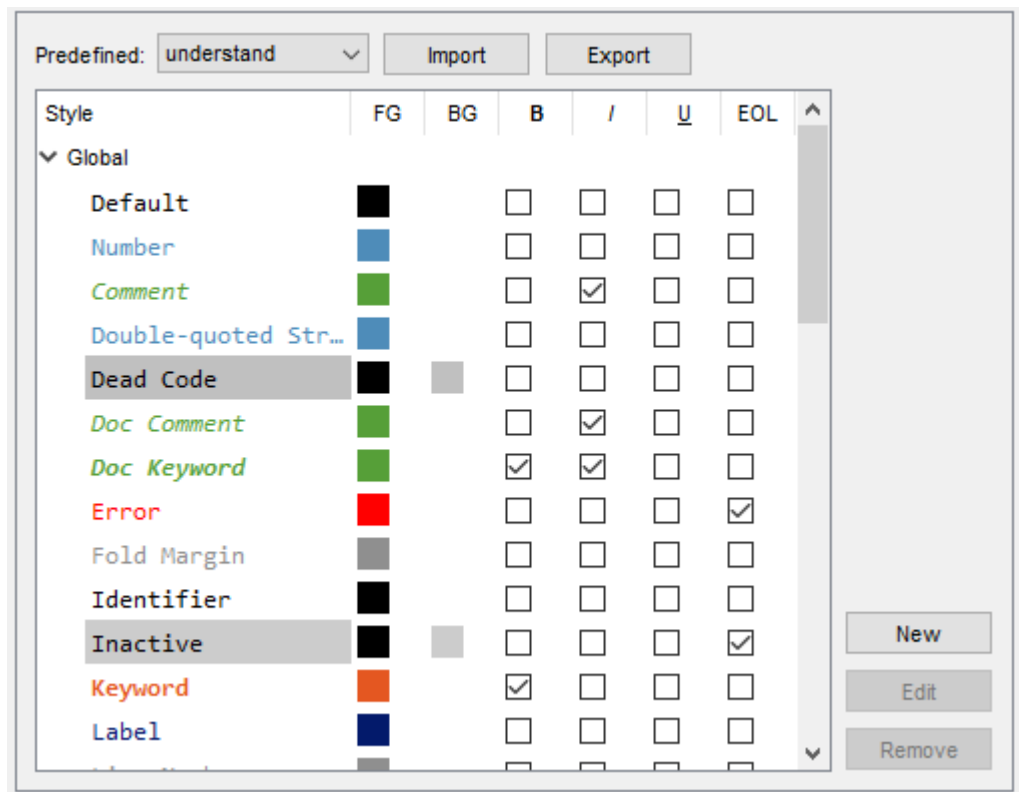 Predefined: understand Import Export
Style FG BG B I U EOL
Global
Default
Number
Comment
Double-quoted Str…
Dead Code
Doc Comment
Doc Keyword
Error
Fold Margin
Identifier
Inactive
New
Keyword
Edit
Label
Remove